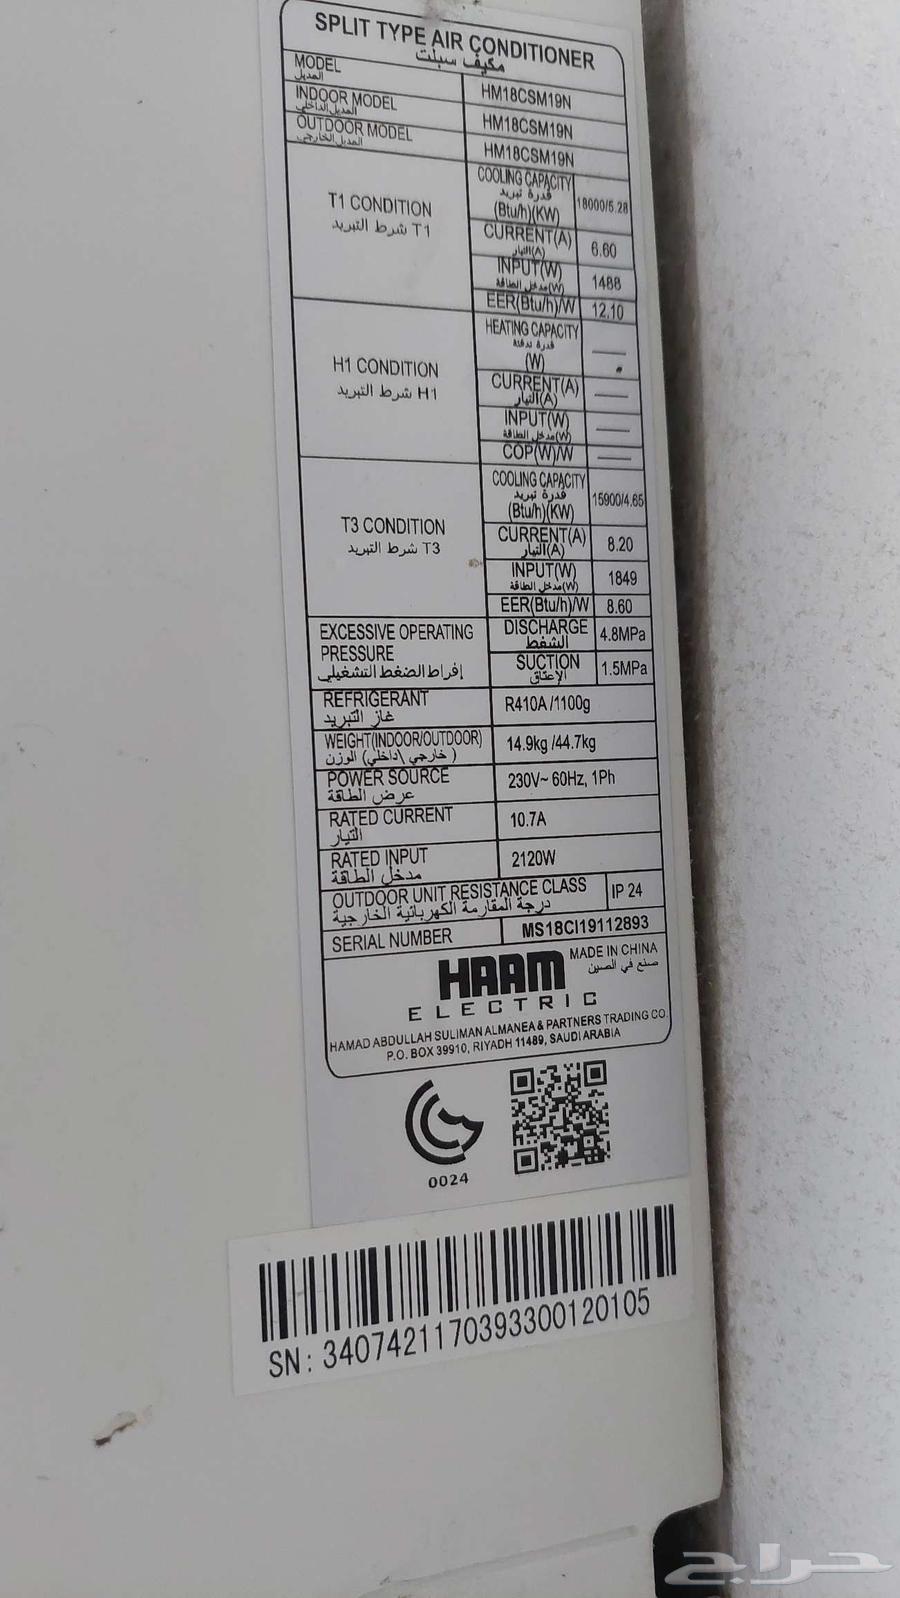 SPLIT TYPE AIR CONDITIONER
مكيف سبلت
MODEL HM18CSM19N
المديل
INDOOR MODEL HM18CSM19N
المديل الداخلي
OUTDOOR MODEL HM18CSM19N
المديل الخارجي
T1 CONDITION
شرط التبريد T1
COOLING CAPACITY
قدرة تبريد
(Btu/h)(KW) 18000/5.28
CURRENT(A) 6.60
التيار(A)
INPUT(W) 1488
مدخل الطاقة(W)
EER(Btu/h)/W 12.10
H1 CONDITION
شرط التبريد H1
HEATING CAPACITY
قدرة تدفئة
(W) —
CURRENT(A) —
التيار(A)
INPUT(W) —
مدخل الطاقة(W)
COP(W)/W —
T3 CONDITION
شرط التبريد T3
COOLING CAPACITY
قدرة تبريد
(Btu/h)(KW) 15900/4.65
CURRENT(A) 8.20
التيار(A)
INPUT(W) 1849
مدخل الطاقة(W)
EER(Btu/h)/W 8.60
EXCESSIVE OPERATING
PRESSURE
إفراط الضغط التشغيلي
DISCHARGE 4.8MPa
الشفط
SUCTION 1.5MPa
الإعتاق
REFRIGERANT R410A /1100g
غاز التبريد
WEIGHT(INDOOR/OUTDOOR) 14.9kg /44.7kg
الوزن (خارجي \داخلي)
POWER SOURCE 230V~ 60Hz, 1Ph
عرض الطاقة
RATED CURRENT 10.7A
التيار
RATED INPUT 2120W
مدخل الطاقة
OUTDOOR UNIT RESISTANCE CLASS IP 24
درجة المقارمة الكهربائية الخارجية
SERIAL NUMBER MS18CI19112893
HAAM MADE IN CHINA
صنع في الصين
ELECTRIC
HAMAD ABDULLAH SULIMAN ALMANEA & PARTNERS TRADING CO.
P.O. BOX 39910, RIYADH 11489, SAUDI ARABIA
0024
SN: 3407421170393300120105
حراج